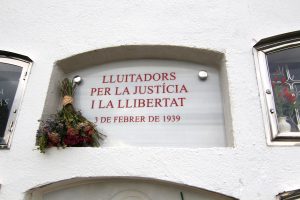 LLUITADORS
PER LA JUSTÍCIA
I LA LLIBERTAT
3 DE FEBRER DE 1939